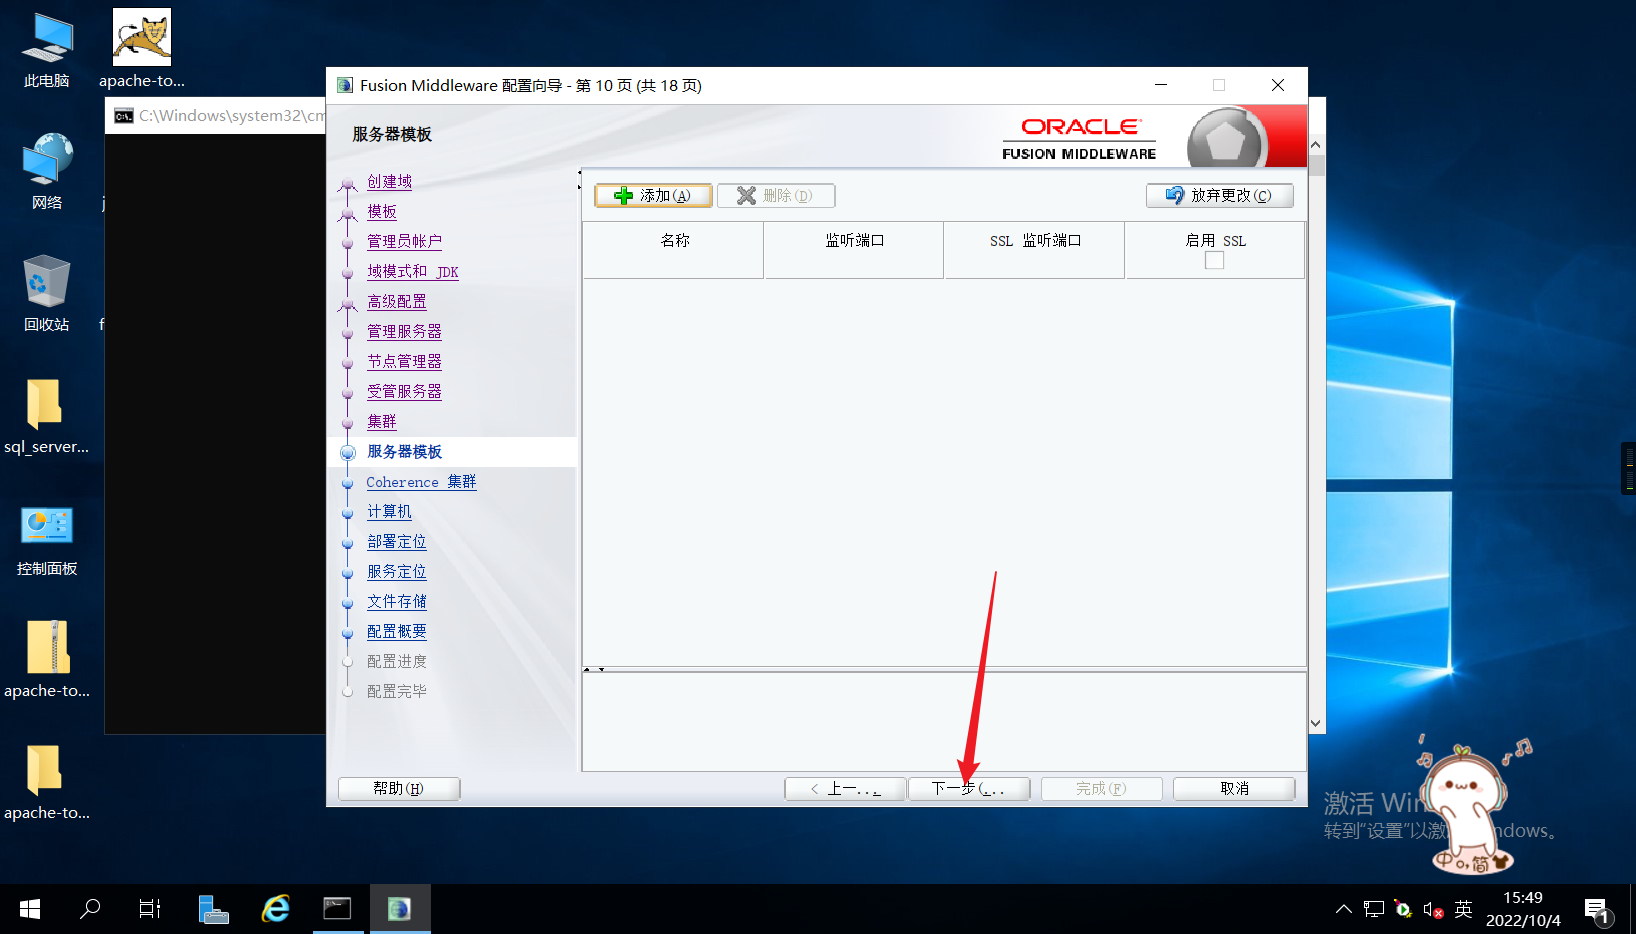 此电脑
apache-to...
网络
回收站
sql_server...
控制面板
apache-to...
apache-to...
C:\Windows\system32\cm
Fusion Middleware 配置向导 - 第 10 页 (共 18 页)
服务器模板
ORACLE
FUSION MIDDLEWARE
创建域
模板
管理员帐户
域模式和 JDK
高级配置
管理服务器
节点管理器
受管服务器
集群
服务器模板
Coherence 集群
计算机
部署定位
服务定位
文件存储
配置概要
配置进度
配置完毕
添加(A)
删除(D)
放弃更改(C)
名称
监听端口
SSL 监听端口
启用 SSL
帮助(H)
< 上一...
下一步(...
完成(F)
取消
激活 Win
转到"设置"以激 ndows。
中 简
英
15:49
2022/10/4
1